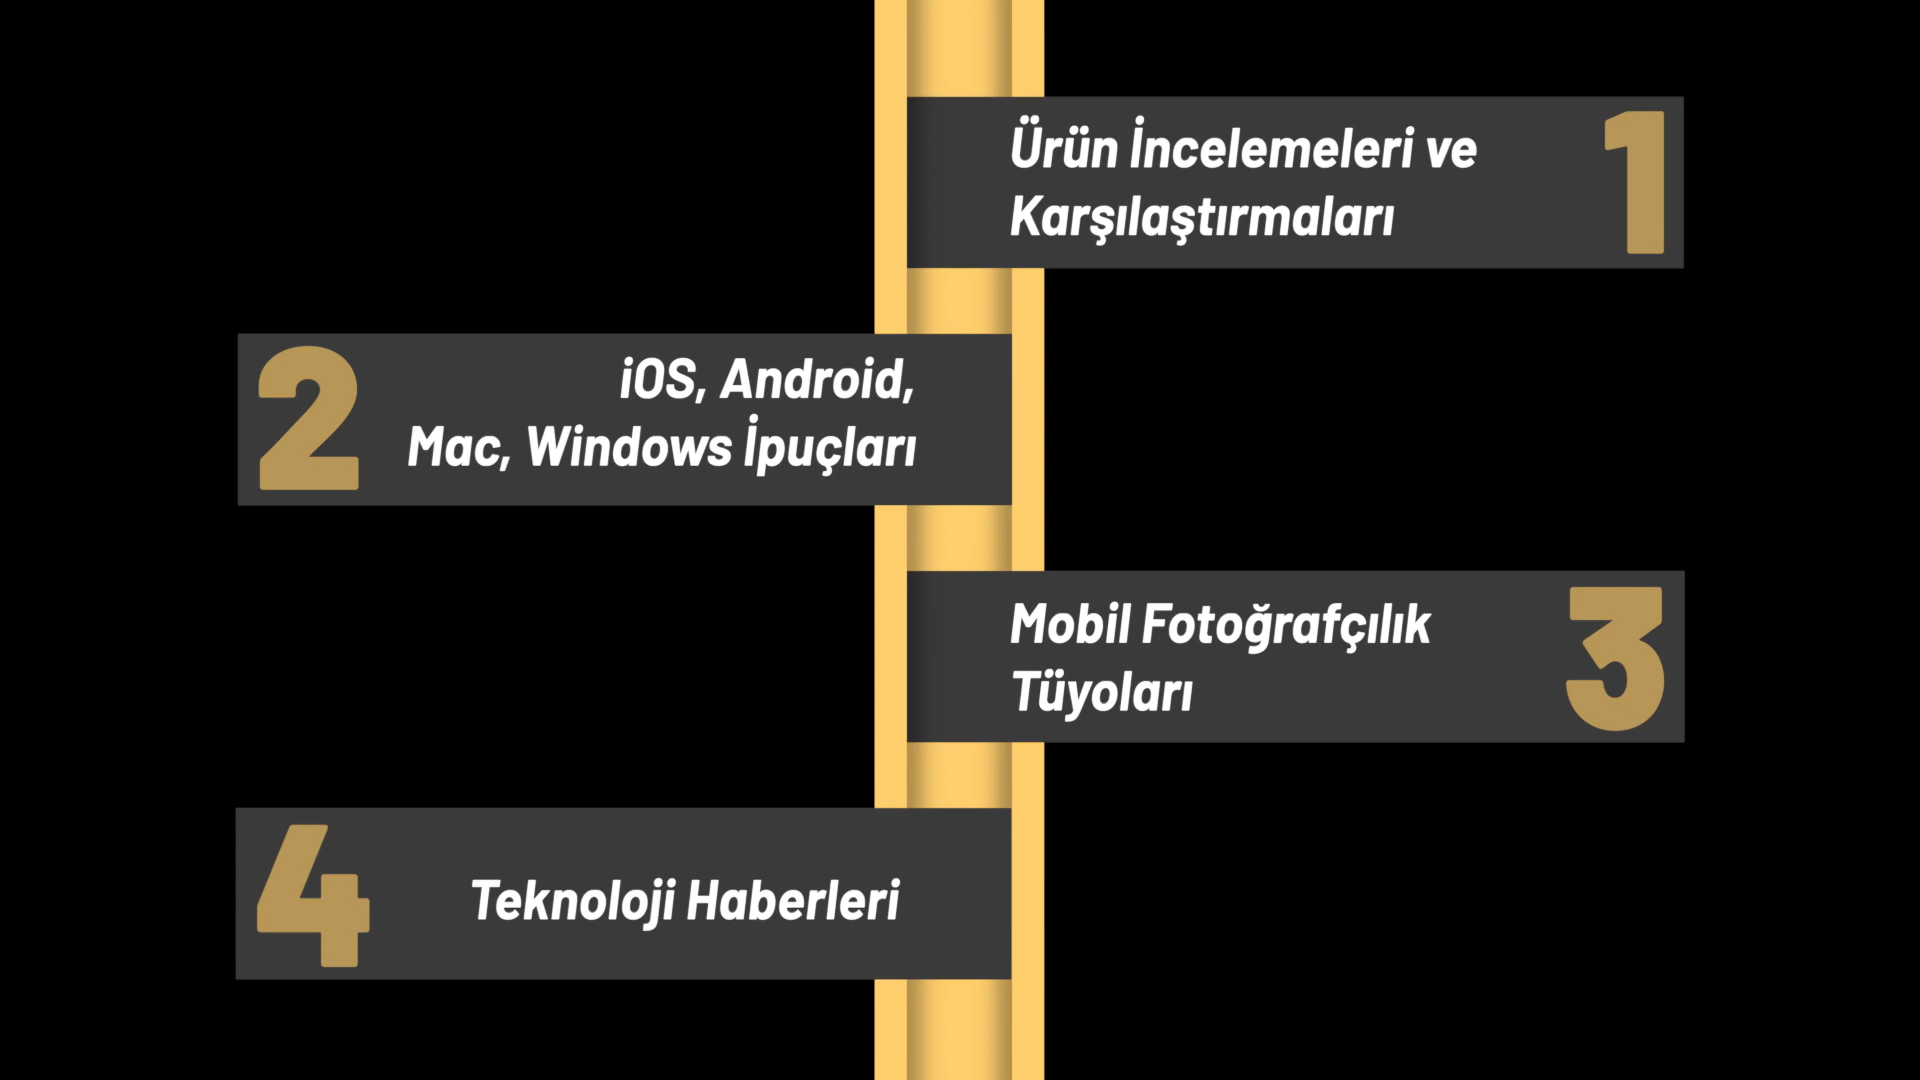 Ürün İncelemeleri ve
Karşılaştırmaları
1
2
iOS, Android,
Mac, Windows İpuçları
Mobil Fotoğrafçılık
Tüyoları
3
4
Teknoloji Haberleri